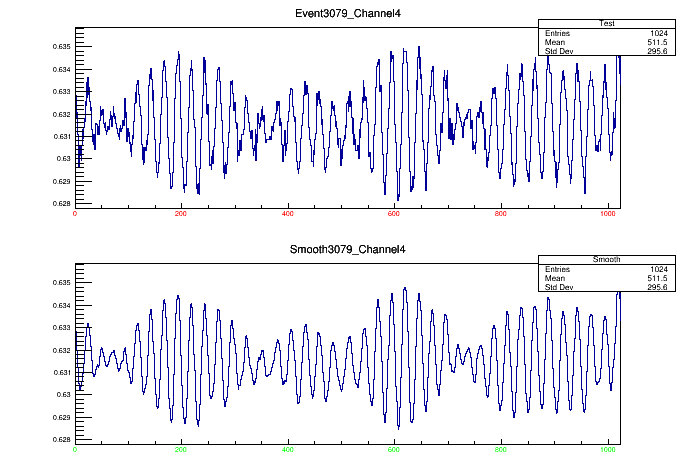 Event3079_Channel4
Test
Entries 1024
Mean 511.5
Std Dev 295.6
0.635
0.634
0.633
0.632
0.631
0.63
0.629
0.628
0 200 400 600 800 1000
Smooth3079_Channel4
Smooth
Entries 1024
Mean 511.5
Std Dev 295.6
0.635
0.634
0.633
0.632
0.631
0.63
0.629
0.628
0 200 400 600 800 1000